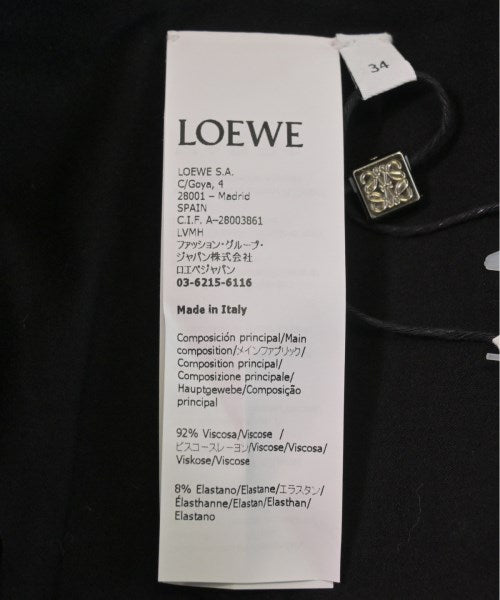 34
LOEWE
LOEWE S.A.
C/Goya, 4
28001 – Madrid
SPAIN
C.I.F. A-28003861
LVMH
ファッション・グループ・
ジャパン株式会社
ロエベジャパン
03-6215-6116
Made in Italy
Composición principal/Main
composition/メインファブリック/
Composition principal/
Composizione principale/
Hauptgewebe/Composição
principal
92% Viscosa/Viscose /
ビスコースレーヨン/Viscose/Viscosa/
Viskose/Viscose
8% Elastano/Elastane/エラスタン/
Élasthanne/Elastan/Elasthan/
Elastano